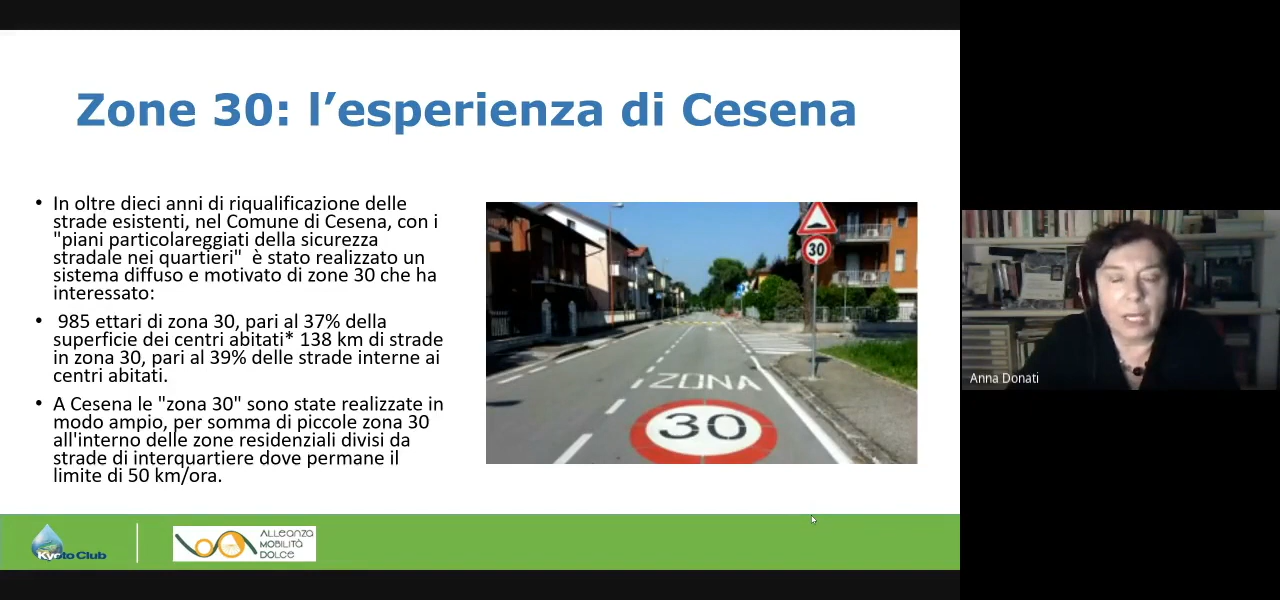 Zone 30: l’esperienza di Cesena
• In oltre dieci anni di riqualificazione delle
strade esistenti, nel Comune di Cesena, con i
"piani particolareggiati della sicurezza
stradale nei quartieri"  è stato realizzato un
sistema diffuso e motivato di zone 30 che ha
interessato:
•  985 ettari di zona 30, pari al 37% della
superficie dei centri abitati* 138 km di strade
in zona 30, pari al 39% delle strade interne ai
centri abitati.
• A Cesena le "zona 30" sono state realizzate in
modo ampio, per somma di piccole zona 30
all'interno delle zone residenziali divisi da
strade di interquartiere dove permane il
limite di 50 km/ora.
30
ZONA
30
Anna Donati
Kyoto Club
ALLEANZA
MOBILITÀ
DOLCE